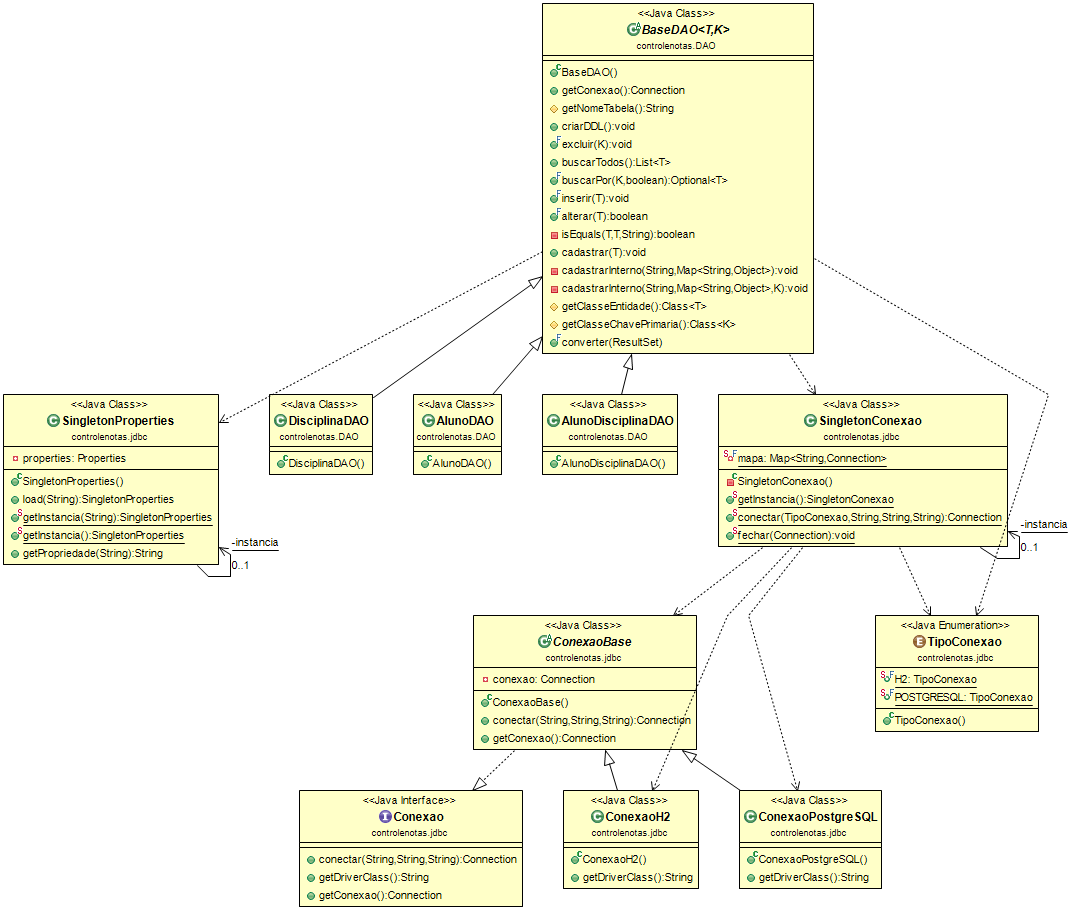 <<Java Class>>
BaseDAO<T,K>
controlenotas.DAO
BaseDAO()
getConexao():Connection
getNomeTabela():String
criarDDL():void
excluir(K):void
buscarTodos():List<T>
buscarPor(K,boolean):Optional<T>
inserir(T):void
alterar(T):boolean
isEquals(T,T,String):boolean
cadastrar(T):void
cadastrarInterno(String,Map<String,Object>):void
cadastrarInterno(String,Map<String,Object>,K):void
getClasseEntidade():Class<T>
getClasseChavePrimaria():Class<K>
converter(ResultSet)
<<Java Class>>
SingletonProperties
controlenotas.jdbc
properties: Properties
SingletonProperties()
load(String):SingletonProperties
getInstancia(String):SingletonProperties
getInstancia():SingletonProperties
getPropriedade(String):String
-instancia
0..1
<<Java Class>>
DisciplinaDAO
controlenotas.DAO
DisciplinaDAO()
<<Java Class>>
AlunoDAO
controlenotas.DAO
AlunoDAO()
<<Java Class>>
AlunoDisciplinaDAO
controlenotas.DAO
AlunoDisciplinaDAO()
<<Java Class>>
SingletonConexao
controlenotas.jdbc
mapa: Map<String,Connection>
SingletonConexao()
getInstancia():SingletonConexao
conectar(TipoConexao,String,String,String):Connection
fechar(Connection):void
-instancia
0..1
<<Java Class>>
ConexaoBase
controlenotas.jdbc
conexao: Connection
ConexaoBase()
conectar(String,String,String):Connection
getConexao():Connection
<<Java Enumeration>>
TipoConexao
controlenotas.jdbc
H2: TipoConexao
POSTGRESQL: TipoConexao
TipoConexao()
<<Java Interface>>
Conexao
controlenotas.jdbc
conectar(String,String,String):Connection
getDriverClass():String
getConexao():Connection
<<Java Class>>
ConexaoH2
controlenotas.jdbc
ConexaoH2()
getDriverClass():String
<<Java Class>>
ConexaoPostgreSQL
controlenotas.jdbc
ConexaoPostgreSQL()
getDriverClass():String